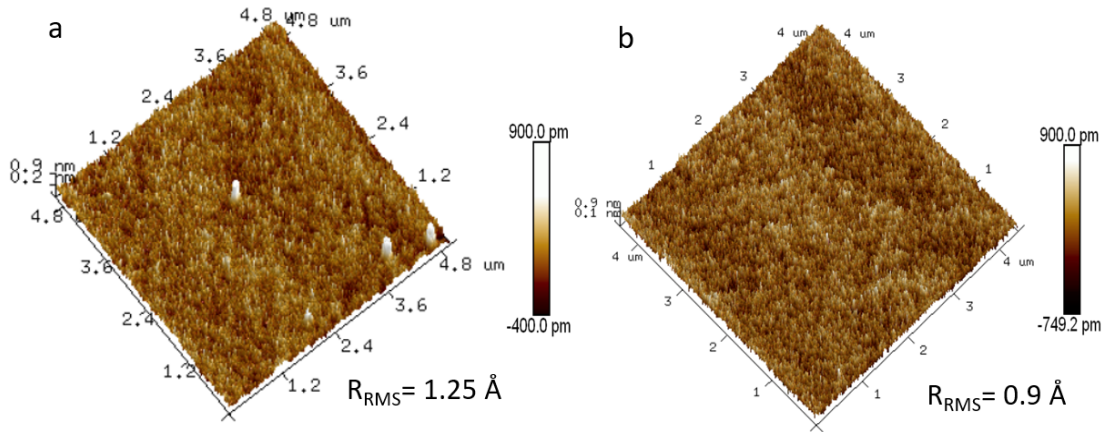 a
4.8 um
4.8 um
3.6
3.6
2.4
2.4
1.2
1.2
0.9 nm
0.2 nm
4.8
4.8 um
3.6
3.6
2.4
2.4
1.2
1.2
900.0 pm
-400.0 pm
R_RMS= 1.25 Å
b
4 um
4 um
3
3
2
2
1
1
0.9 nm
0.1 nm
4 um
4 um
3
3
2
2
1
1
900.0 pm
-749.2 pm
R_RMS= 0.9 Å